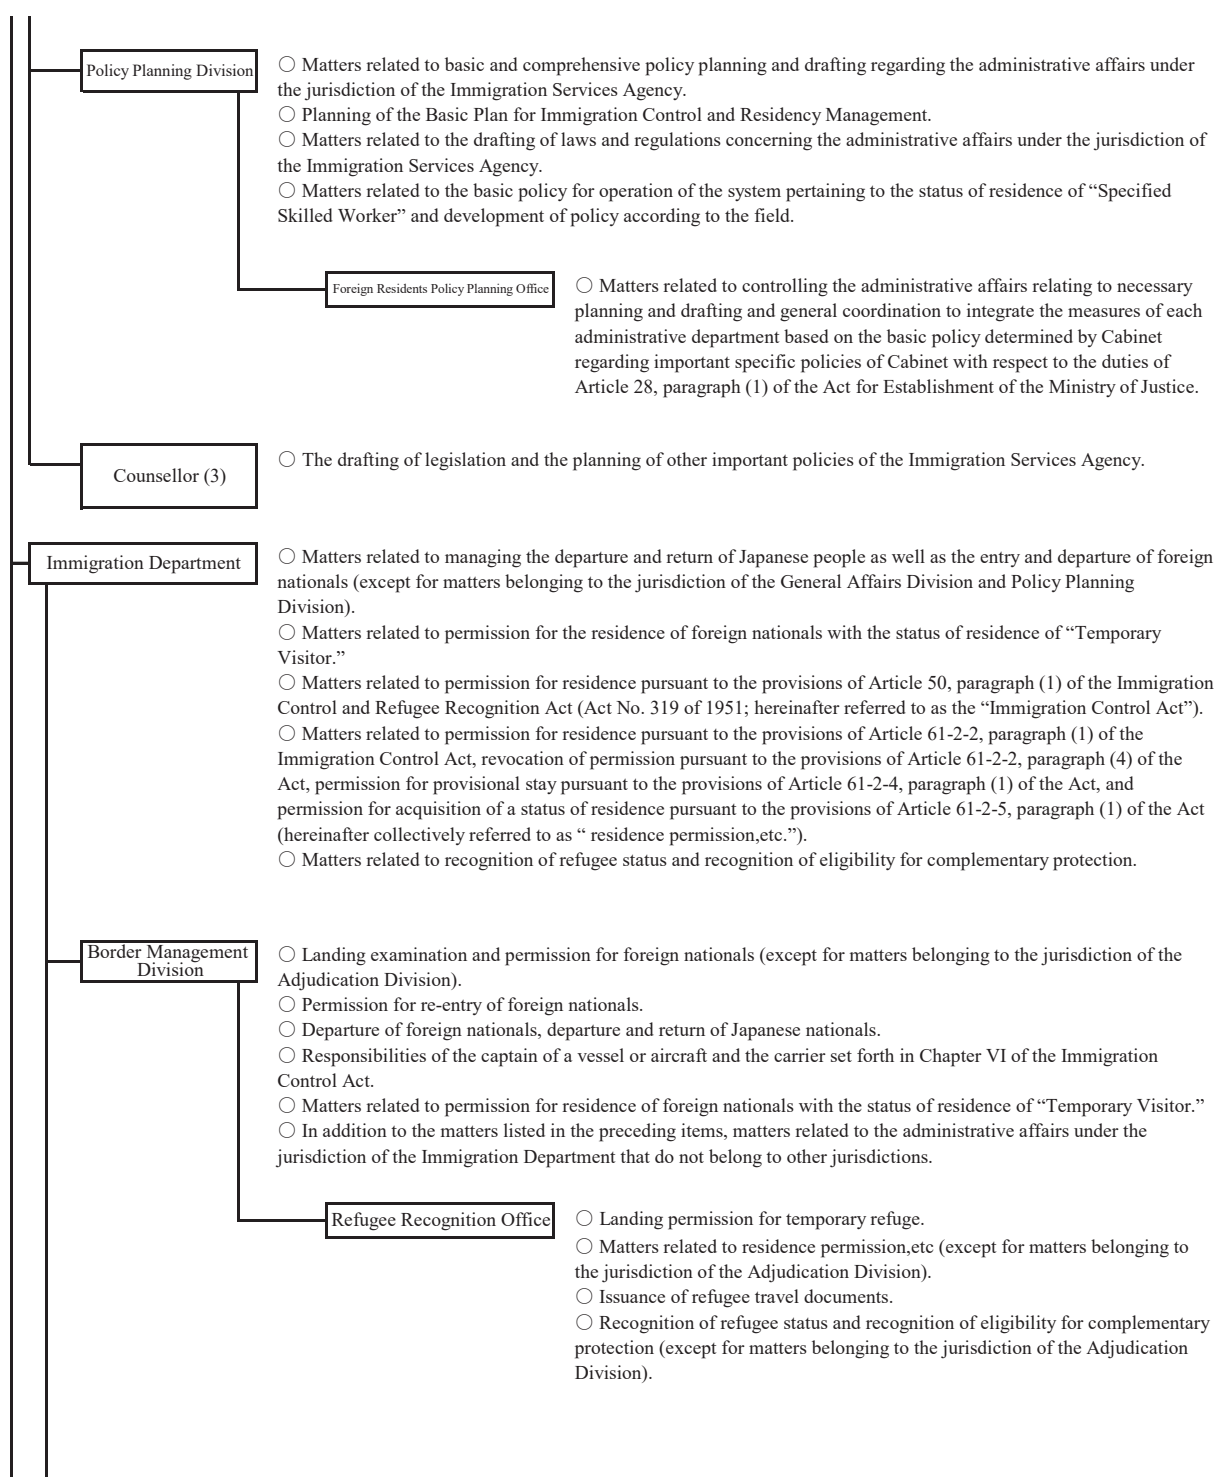 Policy Planning Division
○ Matters related to basic and comprehensive policy planning and drafting regarding the administrative affairs under
the jurisdiction of the Immigration Services Agency.
○ Planning of the Basic Plan for Immigration Control and Residency Management.
○ Matters related to the drafting of laws and regulations concerning the administrative affairs under the jurisdiction of
the Immigration Services Agency.
○ Matters related to the basic policy for operation of the system pertaining to the status of residence of “Specified
Skilled Worker” and development of policy according to the field.
Foreign Residents Policy Planning Office
○ Matters related to controlling the administrative affairs relating to necessary
planning and drafting and general coordination to integrate the measures of each
administrative department based on the basic policy determined by Cabinet
regarding important specific policies of Cabinet with respect to the duties of
Article 28, paragraph (1) of the Act for Establishment of the Ministry of Justice.
Counsellor (3)
○ The drafting of legislation and the planning of other important policies of the Immigration Services Agency.
Immigration Department
○ Matters related to managing the departure and return of Japanese people as well as the entry and departure of foreign
nationals (except for matters belonging to the jurisdiction of the General Affairs Division and Policy Planning
Division).
○ Matters related to permission for the residence of foreign nationals with the status of residence of “Temporary
Visitor.”
○ Matters related to permission for residence pursuant to the provisions of Article 50, paragraph (1) of the Immigration
Control and Refugee Recognition Act (Act No. 319 of 1951; hereinafter referred to as the “Immigration Control Act”).
○ Matters related to permission for residence pursuant to the provisions of Article 61-2-2, paragraph (1) of the
Immigration Control Act, revocation of permission pursuant to the provisions of Article 61-2-2, paragraph (4) of the
Act, permission for provisional stay pursuant to the provisions of Article 61-2-4, paragraph (1) of the Act, and
permission for acquisition of a status of residence pursuant to the provisions of Article 61-2-5, paragraph (1) of the Act
(hereinafter collectively referred to as “ residence permission,etc.”).
○ Matters related to recognition of refugee status and recognition of eligibility for complementary protection.
Border Management
Division
○ Landing examination and permission for foreign nationals (except for matters belonging to the jurisdiction of the
Adjudication Division).
○ Permission for re-entry of foreign nationals.
○ Departure of foreign nationals, departure and return of Japanese nationals.
○ Responsibilities of the captain of a vessel or aircraft and the carrier set forth in Chapter VI of the Immigration
Control Act.
○ Matters related to permission for residence of foreign nationals with the status of residence of “Temporary Visitor.”
○ In addition to the matters listed in the preceding items, matters related to the administrative affairs under the
jurisdiction of the Immigration Department that do not belong to other jurisdictions.
Refugee Recognition Office
○ Landing permission for temporary refuge.
○ Matters related to residence permission,etc (except for matters belonging to
the jurisdiction of the Adjudication Division).
○ Issuance of refugee travel documents.
○ Recognition of refugee status and recognition of eligibility for complementary
protection (except for matters belonging to the jurisdiction of the Adjudication
Division).